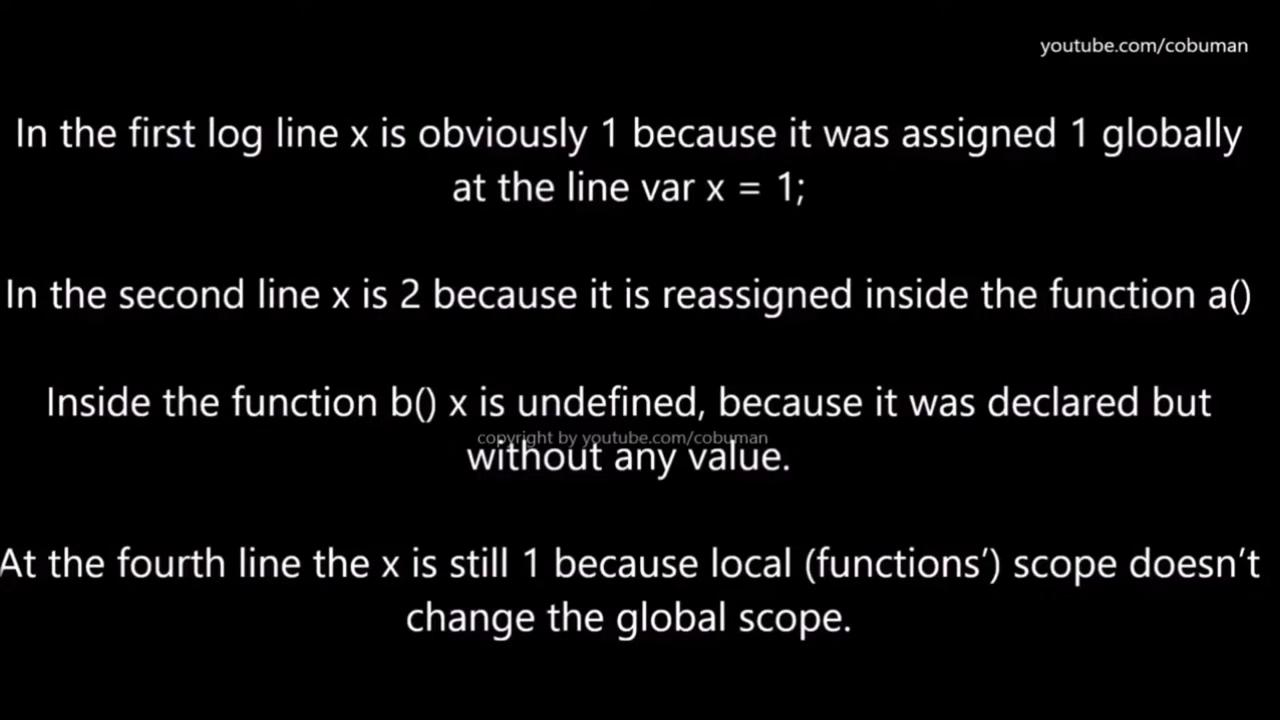 youtube.com/cobuman
In the first log line x is obviously 1 because it was assigned 1 globally
at the line var x = 1;
In the second line x is 2 because it is reassigned inside the function a()
Inside the function b() x is undefined, because it was declared but
copyright by youtube.com/cobuman
without any value.
At the fourth line the x is still 1 because local (functions’) scope doesn’t
change the global scope.